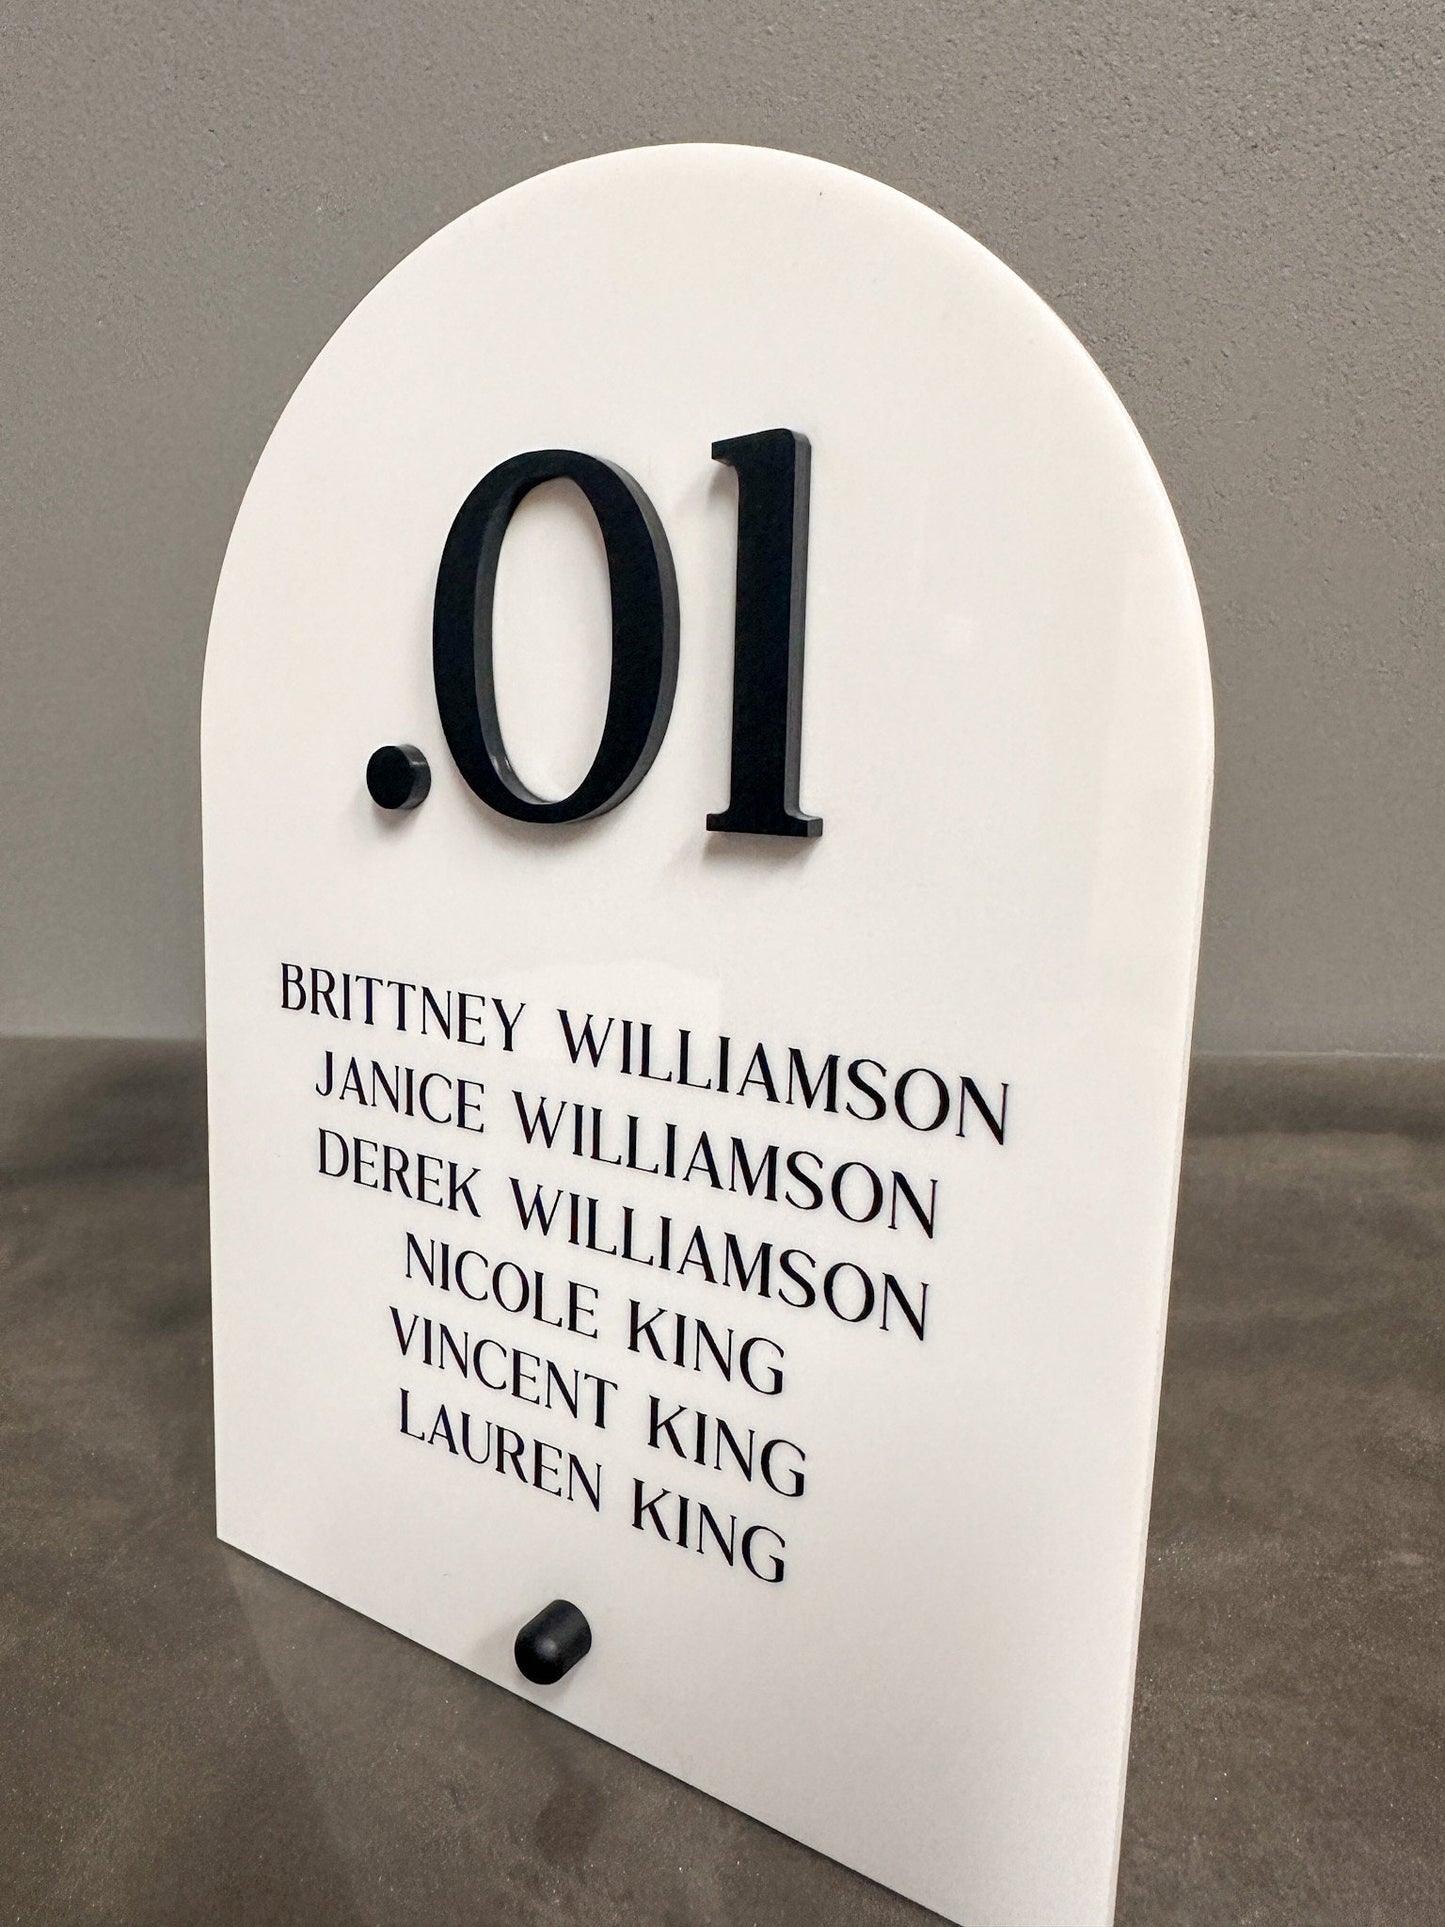 .01
BRITTNEY WILLIAMSON
JANICE WILLIAMSON
DEREK WILLIAMSON
NICOLE KING
VINCENT KING
LAUREN KING